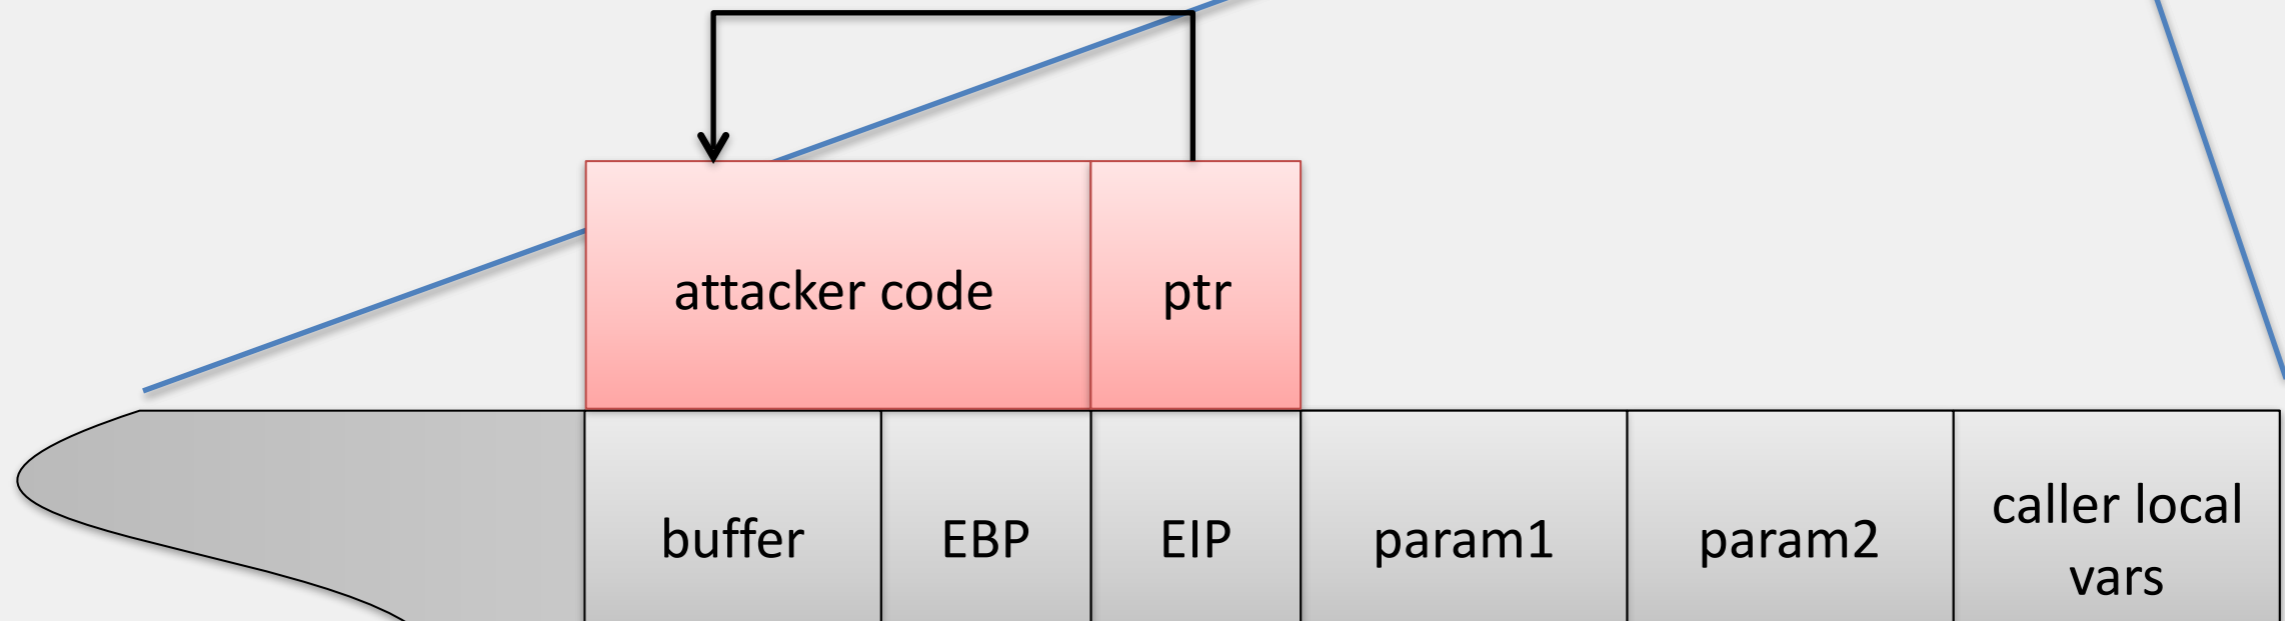 attacker code
ptr
buffer
EBP
EIP
param1
param2
caller local
vars